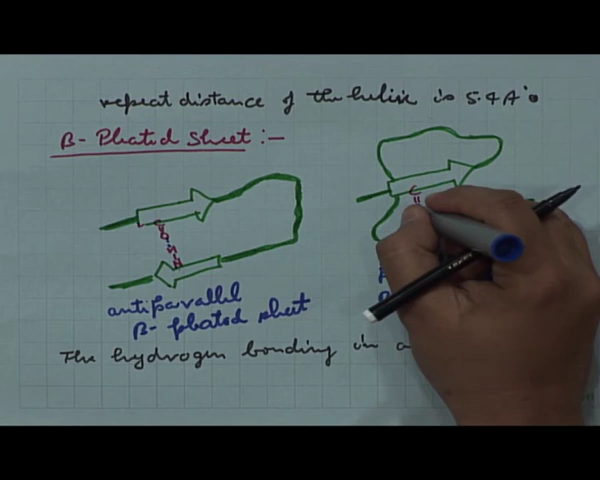 repeat distance of the helix is 5.4 A°
β- Pleated Sheet :-
C
O
H
N
C
antiparallel
β- pleated sheet
The hydrogen bonding in a